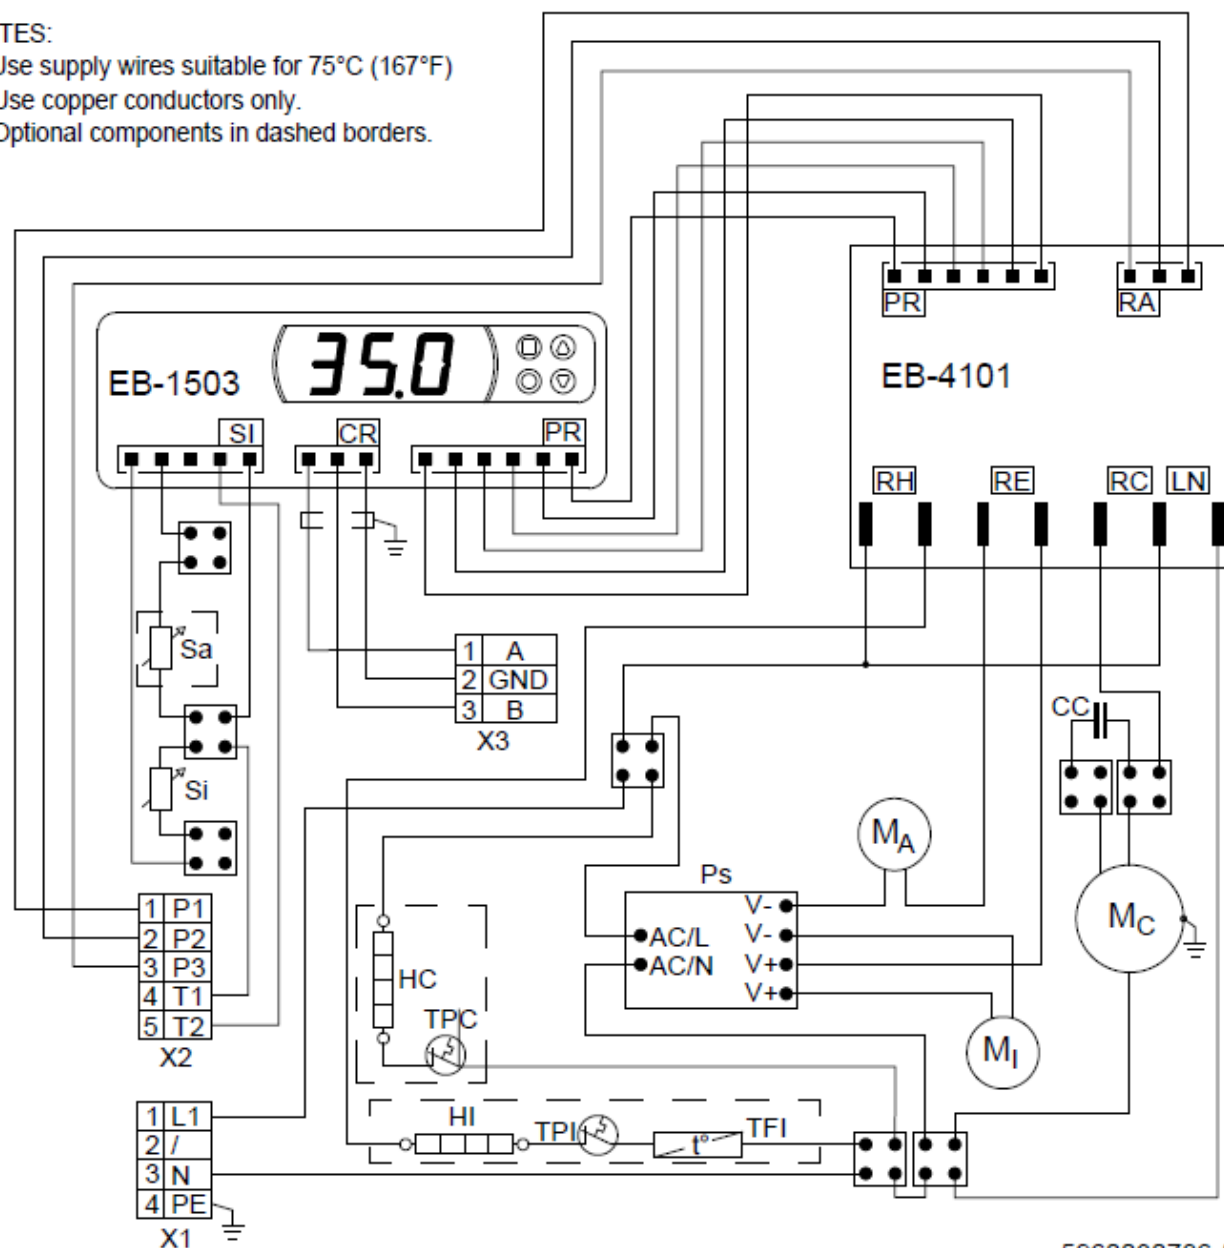 TES:
Use supply wires suitable for 75°C (167°F)
Use copper conductors only.
Optional components in dashed borders.
EB-1503
35.0
SI
CR
PR
PR
RA
EB-4101
RH
RE
RC
LN
Sa
Si
1 A
2 GND
3 B
X3
CC
MA
MC
Ps
V-
AC/L V-
AC/N V+
V+
MI
1 P1
2 P2
3 P3
4 T1
5 T2
X2
HC
TPC
HI
TPI
t°
TFI
1 L1
2 /
3 N
4 PE
X1